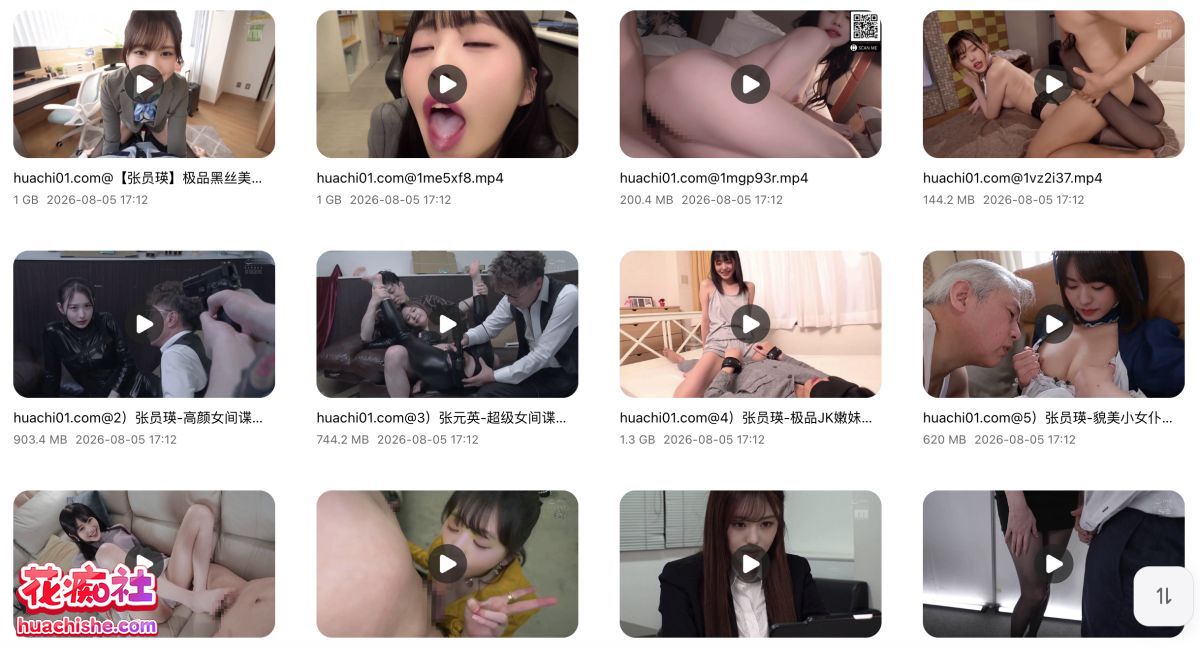 SCAN ME
huachi01.com@【张员瑛】极品黑丝美...
1 GB 2026-08-05 17:12
huachi01.com@1me5xf8.mp4
1 GB 2026-08-05 17:12
huachi01.com@1mgp93r.mp4
200.4 MB 2026-08-05 17:12
huachi01.com@1vz2i37.mp4
144.2 MB 2026-08-05 17:12
huachi01.com@2）张员瑛-高颜女间谍...
903.4 MB 2026-08-05 17:12
huachi01.com@3）张元英-超级女间谍...
744.2 MB 2026-08-05 17:12
huachi01.com@4）张员瑛-极品JK嫩妹...
1.3 GB 2026-08-05 17:12
huachi01.com@5）张员瑛-貌美小女仆...
620 MB 2026-08-05 17:12
花痴社
huachishe.com